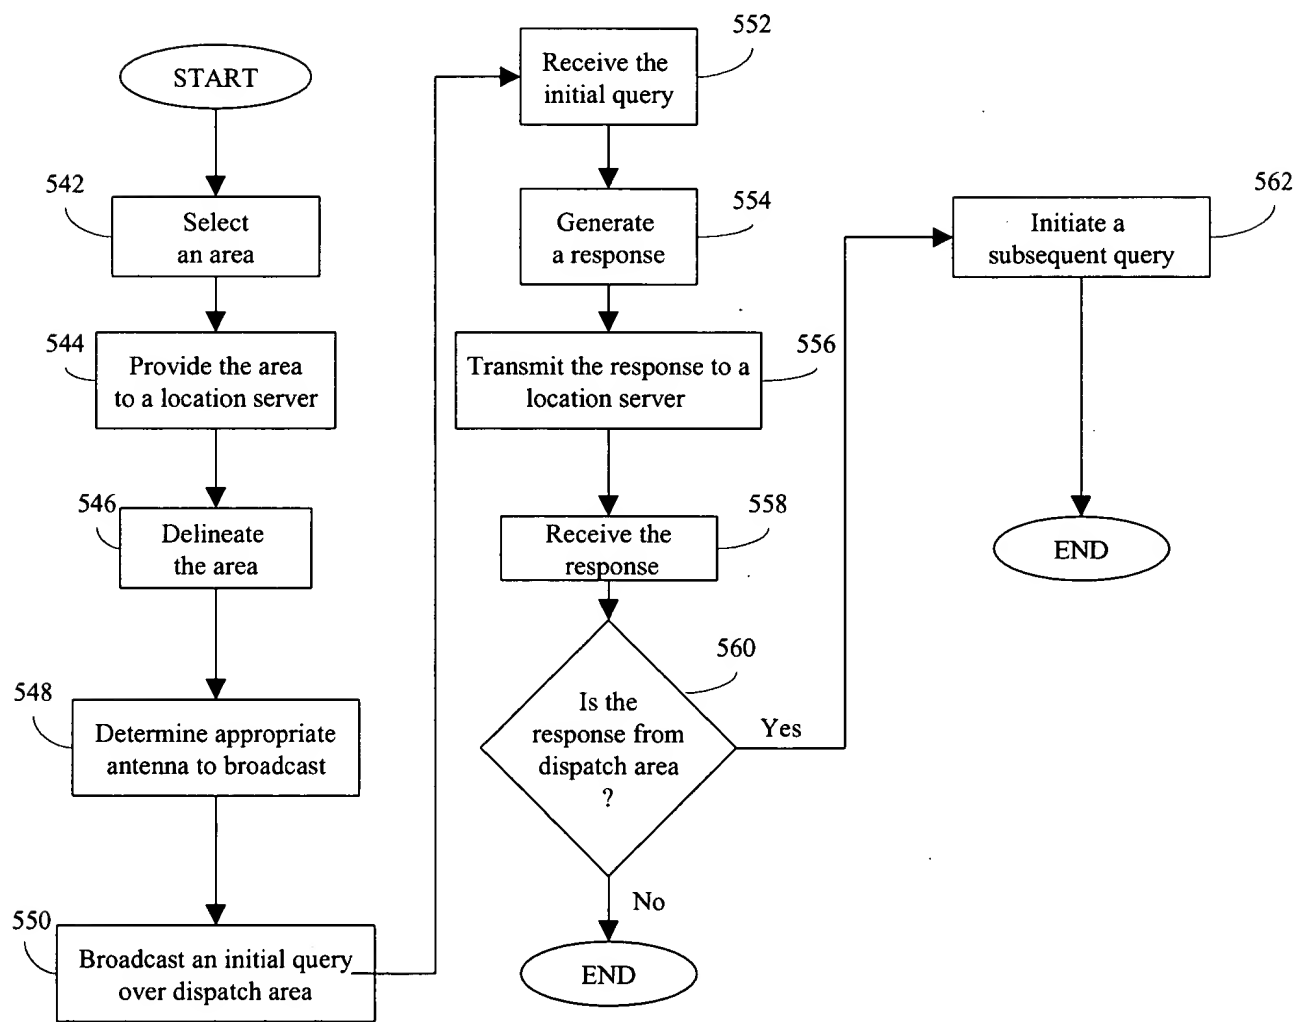 START
542
Select
an area
544
Provide the area
to a location server
546
Delineate
the area
548
Determine appropriate
antenna to broadcast
550
Broadcast an initial query
over dispatch area
552
Receive the
initial query
554
Generate
a response
556
Transmit the response to a
location server
558
Receive the
response
560
Is the
response from
dispatch area
?
Yes
No
END
562
Initiate a
subsequent query
END